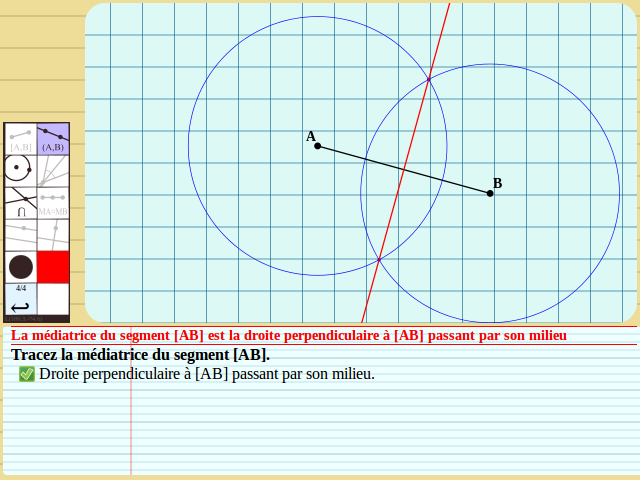 A
B
[A,B]
(A,B)
∩
MA=MB
4/4
La médiatrice du segment [AB] est la droite perpendiculaire à [AB] passant par son milieu
Tracez la médiatrice du segment [AB].
✅ Droite perpendiculaire à [AB] passant par son milieu.